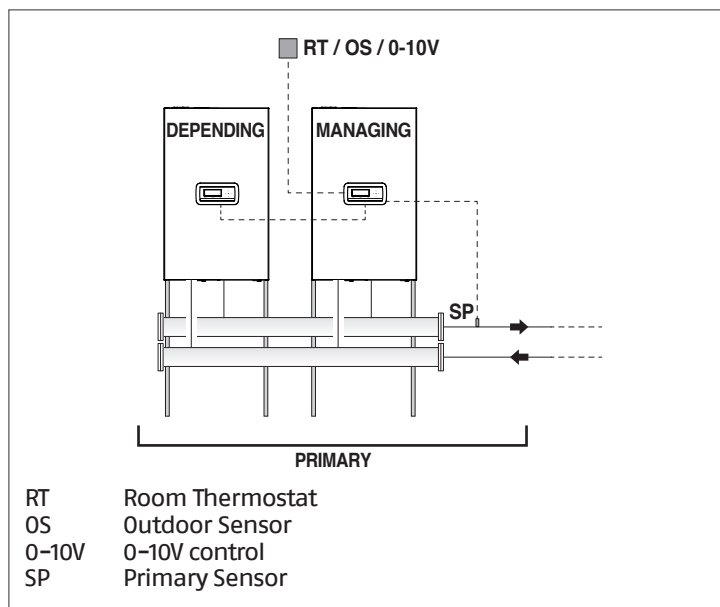 RT / OS / 0-10V
DEPENDING
MANAGING
SP
PRIMARY
RT Room Thermostat
OS Outdoor Sensor
0-10V 0-10V control
SP Primary Sensor